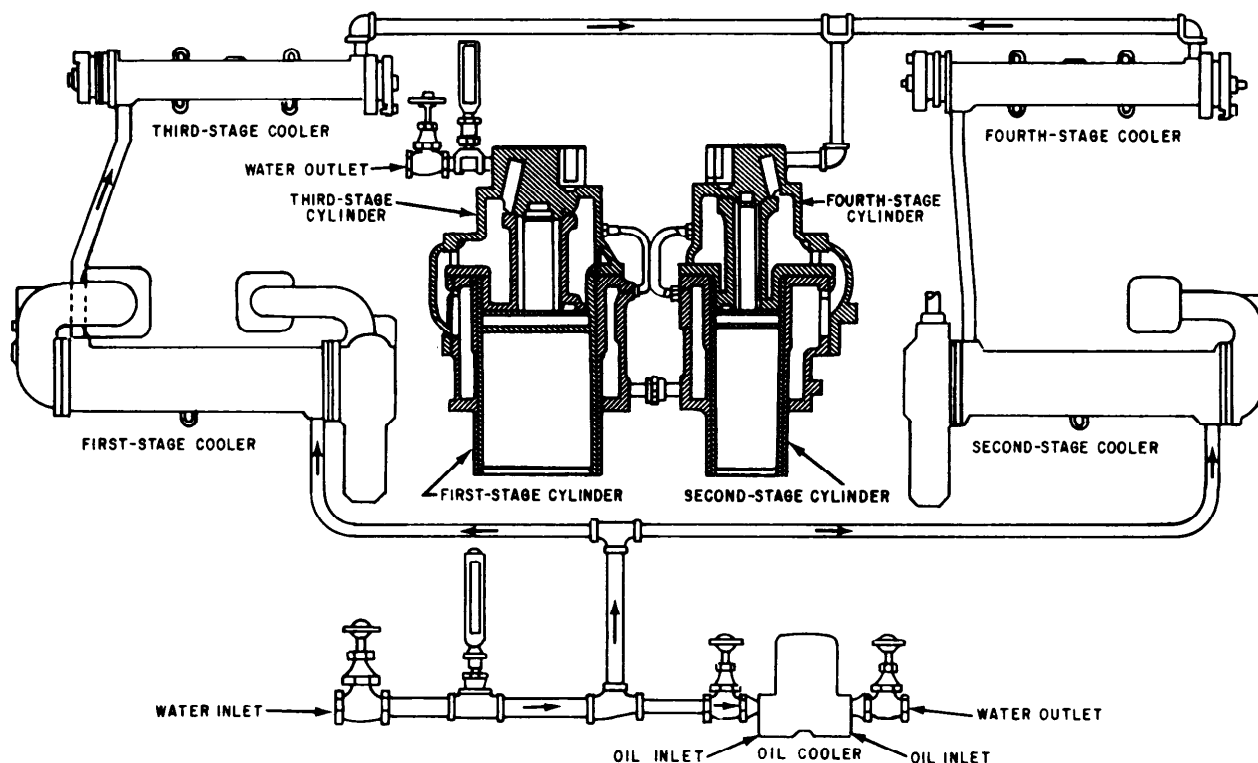 THIRD-STAGE COOLER
FOURTH-STAGE COOLER
WATER OUTLET
THIRD-STAGE
CYLINDER
FOURTH-STAGE
CYLINDER
FIRST-STAGE COOLER
SECOND-STAGE COOLER
FIRST-STAGE CYLINDER
SECOND-STAGE CYLINDER
WATER INLET
WATER OUTLET
OIL INLET
OIL COOLER
OIL INLET